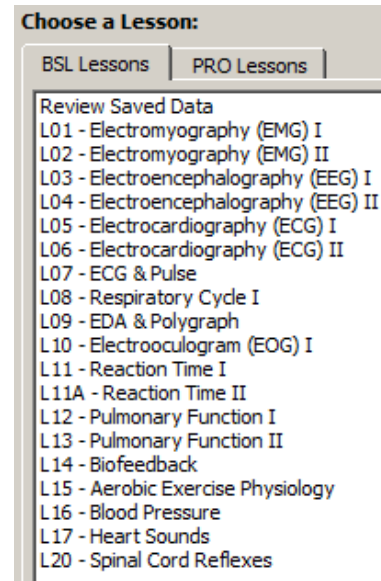 Choose a Lesson:
BSL Lessons PRO Lessons
Review Saved Data
L01 - Electromyography (EMG) I
L02 - Electromyography (EMG) II
L03 - Electroencephalography (EEG) I
L04 - Electroencephalography (EEG) II
L05 - Electrocardiography (ECG) I
L06 - Electrocardiography (ECG) II
L07 - ECG & Pulse
L08 - Respiratory Cycle I
L09 - EDA & Polygraph
L10 - Electrooculogram (EOG) I
L11 - Reaction Time I
L11A - Reaction Time II
L12 - Pulmonary Function I
L13 - Pulmonary Function II
L14 - Biofeedback
L15 - Aerobic Exercise Physiology
L16 - Blood Pressure
L17 - Heart Sounds
L20 - Spinal Cord Reflexes